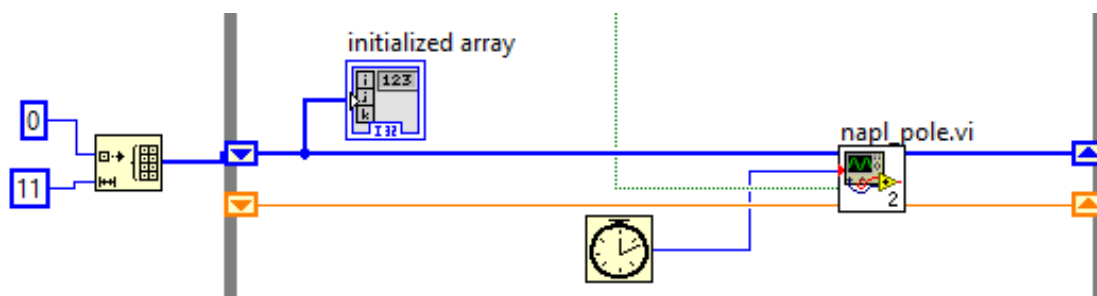 initialized array
i 123
j
k
I32
0
napl_pole.vi
11
2